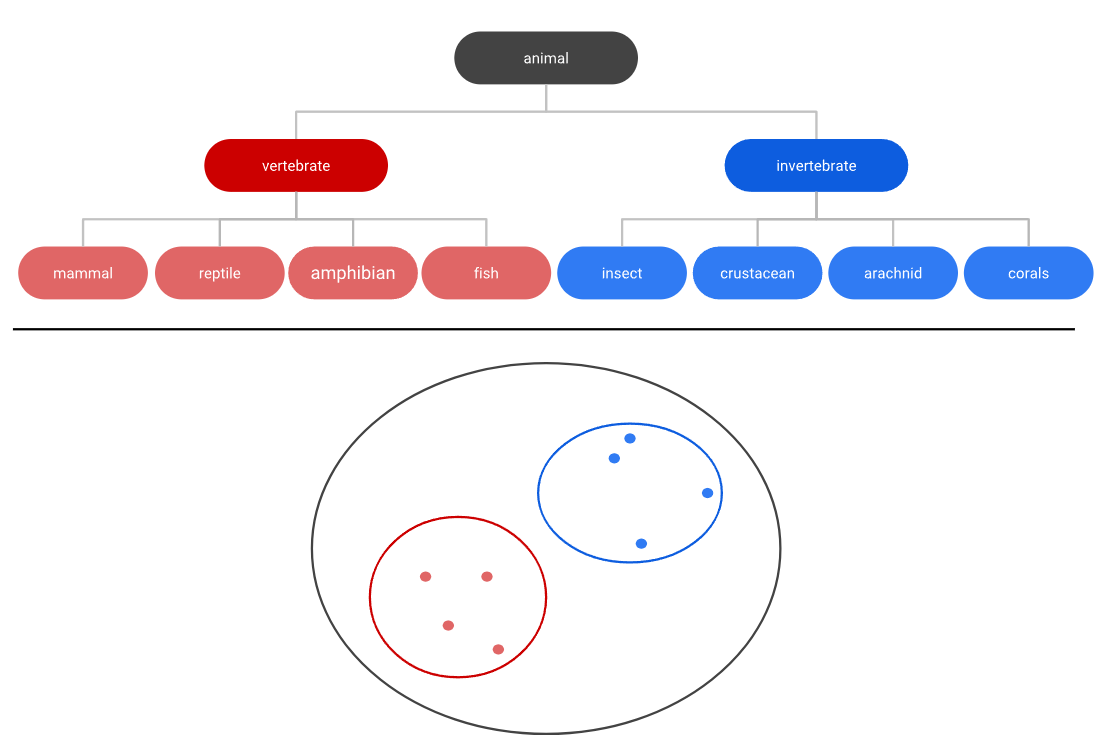 animal
vertebrate
invertebrate
mammal
reptile
amphibian
fish
insect
crustacean
arachnid
corals